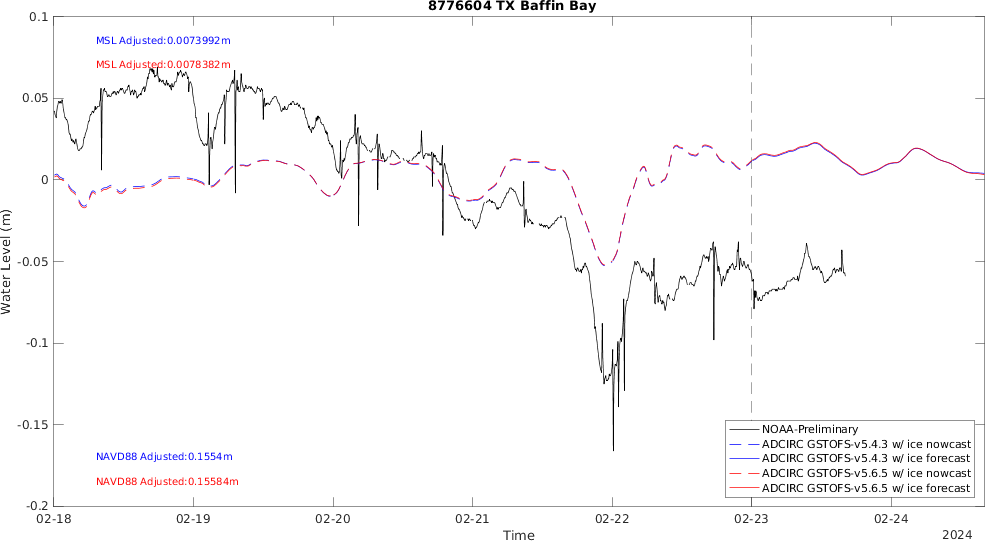 8776604 TX Baffin Bay
0.1
MSL Adjusted:0.0073992m
MSL Adjusted:0.0078382m
0.05
0
-0.05
Water Level (m)
-0.1
-0.15
NAVD88 Adjusted:0.1554m
NAVD88 Adjusted:0.15584m
-0.2
NOAA-Preliminary
ADCIRC GSTOFS-v5.4.3 w/ ice nowcast
ADCIRC GSTOFS-v5.4.3 w/ ice forecast
ADCIRC GSTOFS-v5.6.5 w/ ice nowcast
ADCIRC GSTOFS-v5.6.5 w/ ice forecast
02-18 02-19 02-20 02-21 02-22 02-23 02-24
Time
2024